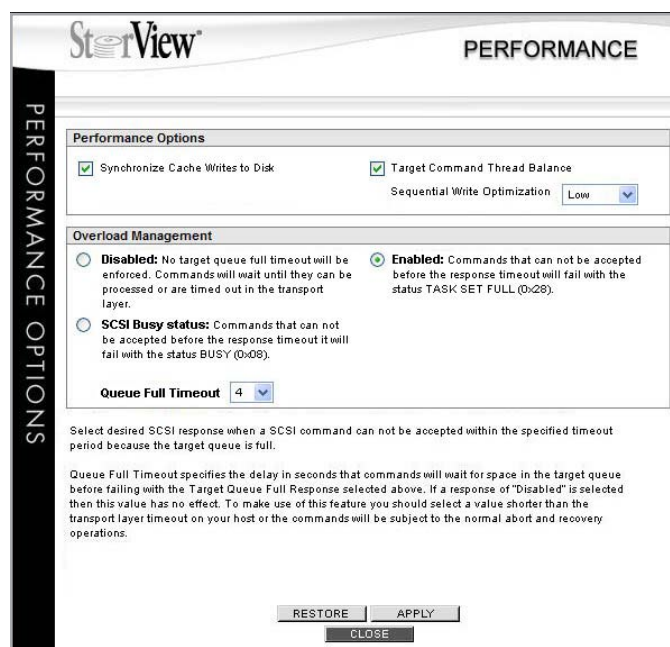 StorView
PERFORMANCE
PERFORMANCE OPTIONS
Performance Options
Synchronize Cache Writes to Disk
Target Command Thread Balance
Sequential Write Optimization Low
Overload Management
Disabled: No target queue full timeout will be
enforced. Commands will wait until they can be
processed or are timed out in the transport
layer.
Enabled: Commands that can not be accepted
before the response timeout will fail with the
status TASK SET FULL (0x28).
SCSI Busy status: Commands that can not
be accepted before the response timeout it will
fail with the status BUSY (0x08).
Queue Full Timeout 4
Select desired SCSI response when a SCSI command can not be accepted within the specified timeout
period because the target queue is full.
Queue Full Timeout specifies the delay in seconds that commands will wait for space in the target queue
before failing with the Target Queue Full Response selected above. If a response of "Disabled" is selected
then this value has no effect. To make use of this feature you should select a value shorter than the
transport layer timeout on your host or the commands will be subject to the normal abort and recovery
operations.
RESTORE APPLY
CLOSE